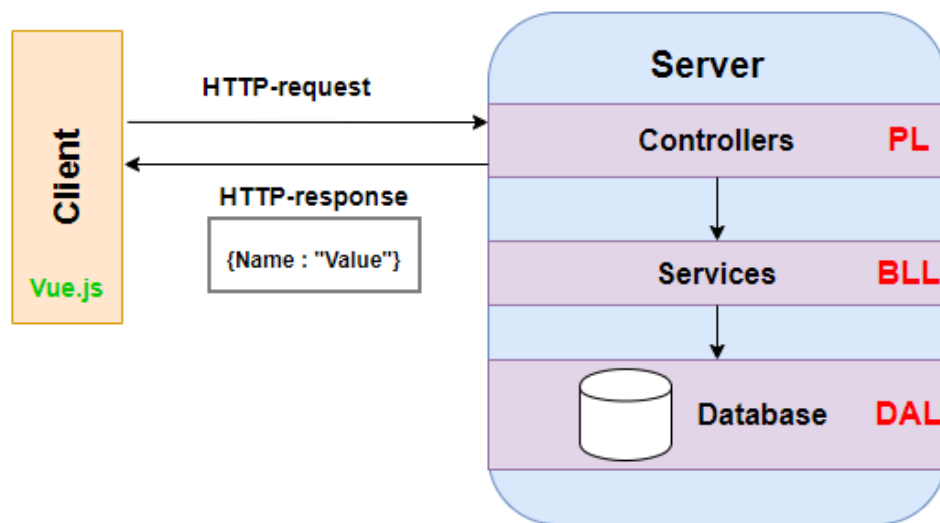 Client
Vue.js
HTTP-request
HTTP-response
{Name : "Value"}
Server
Controllers PL
Services BLL
Database DAL